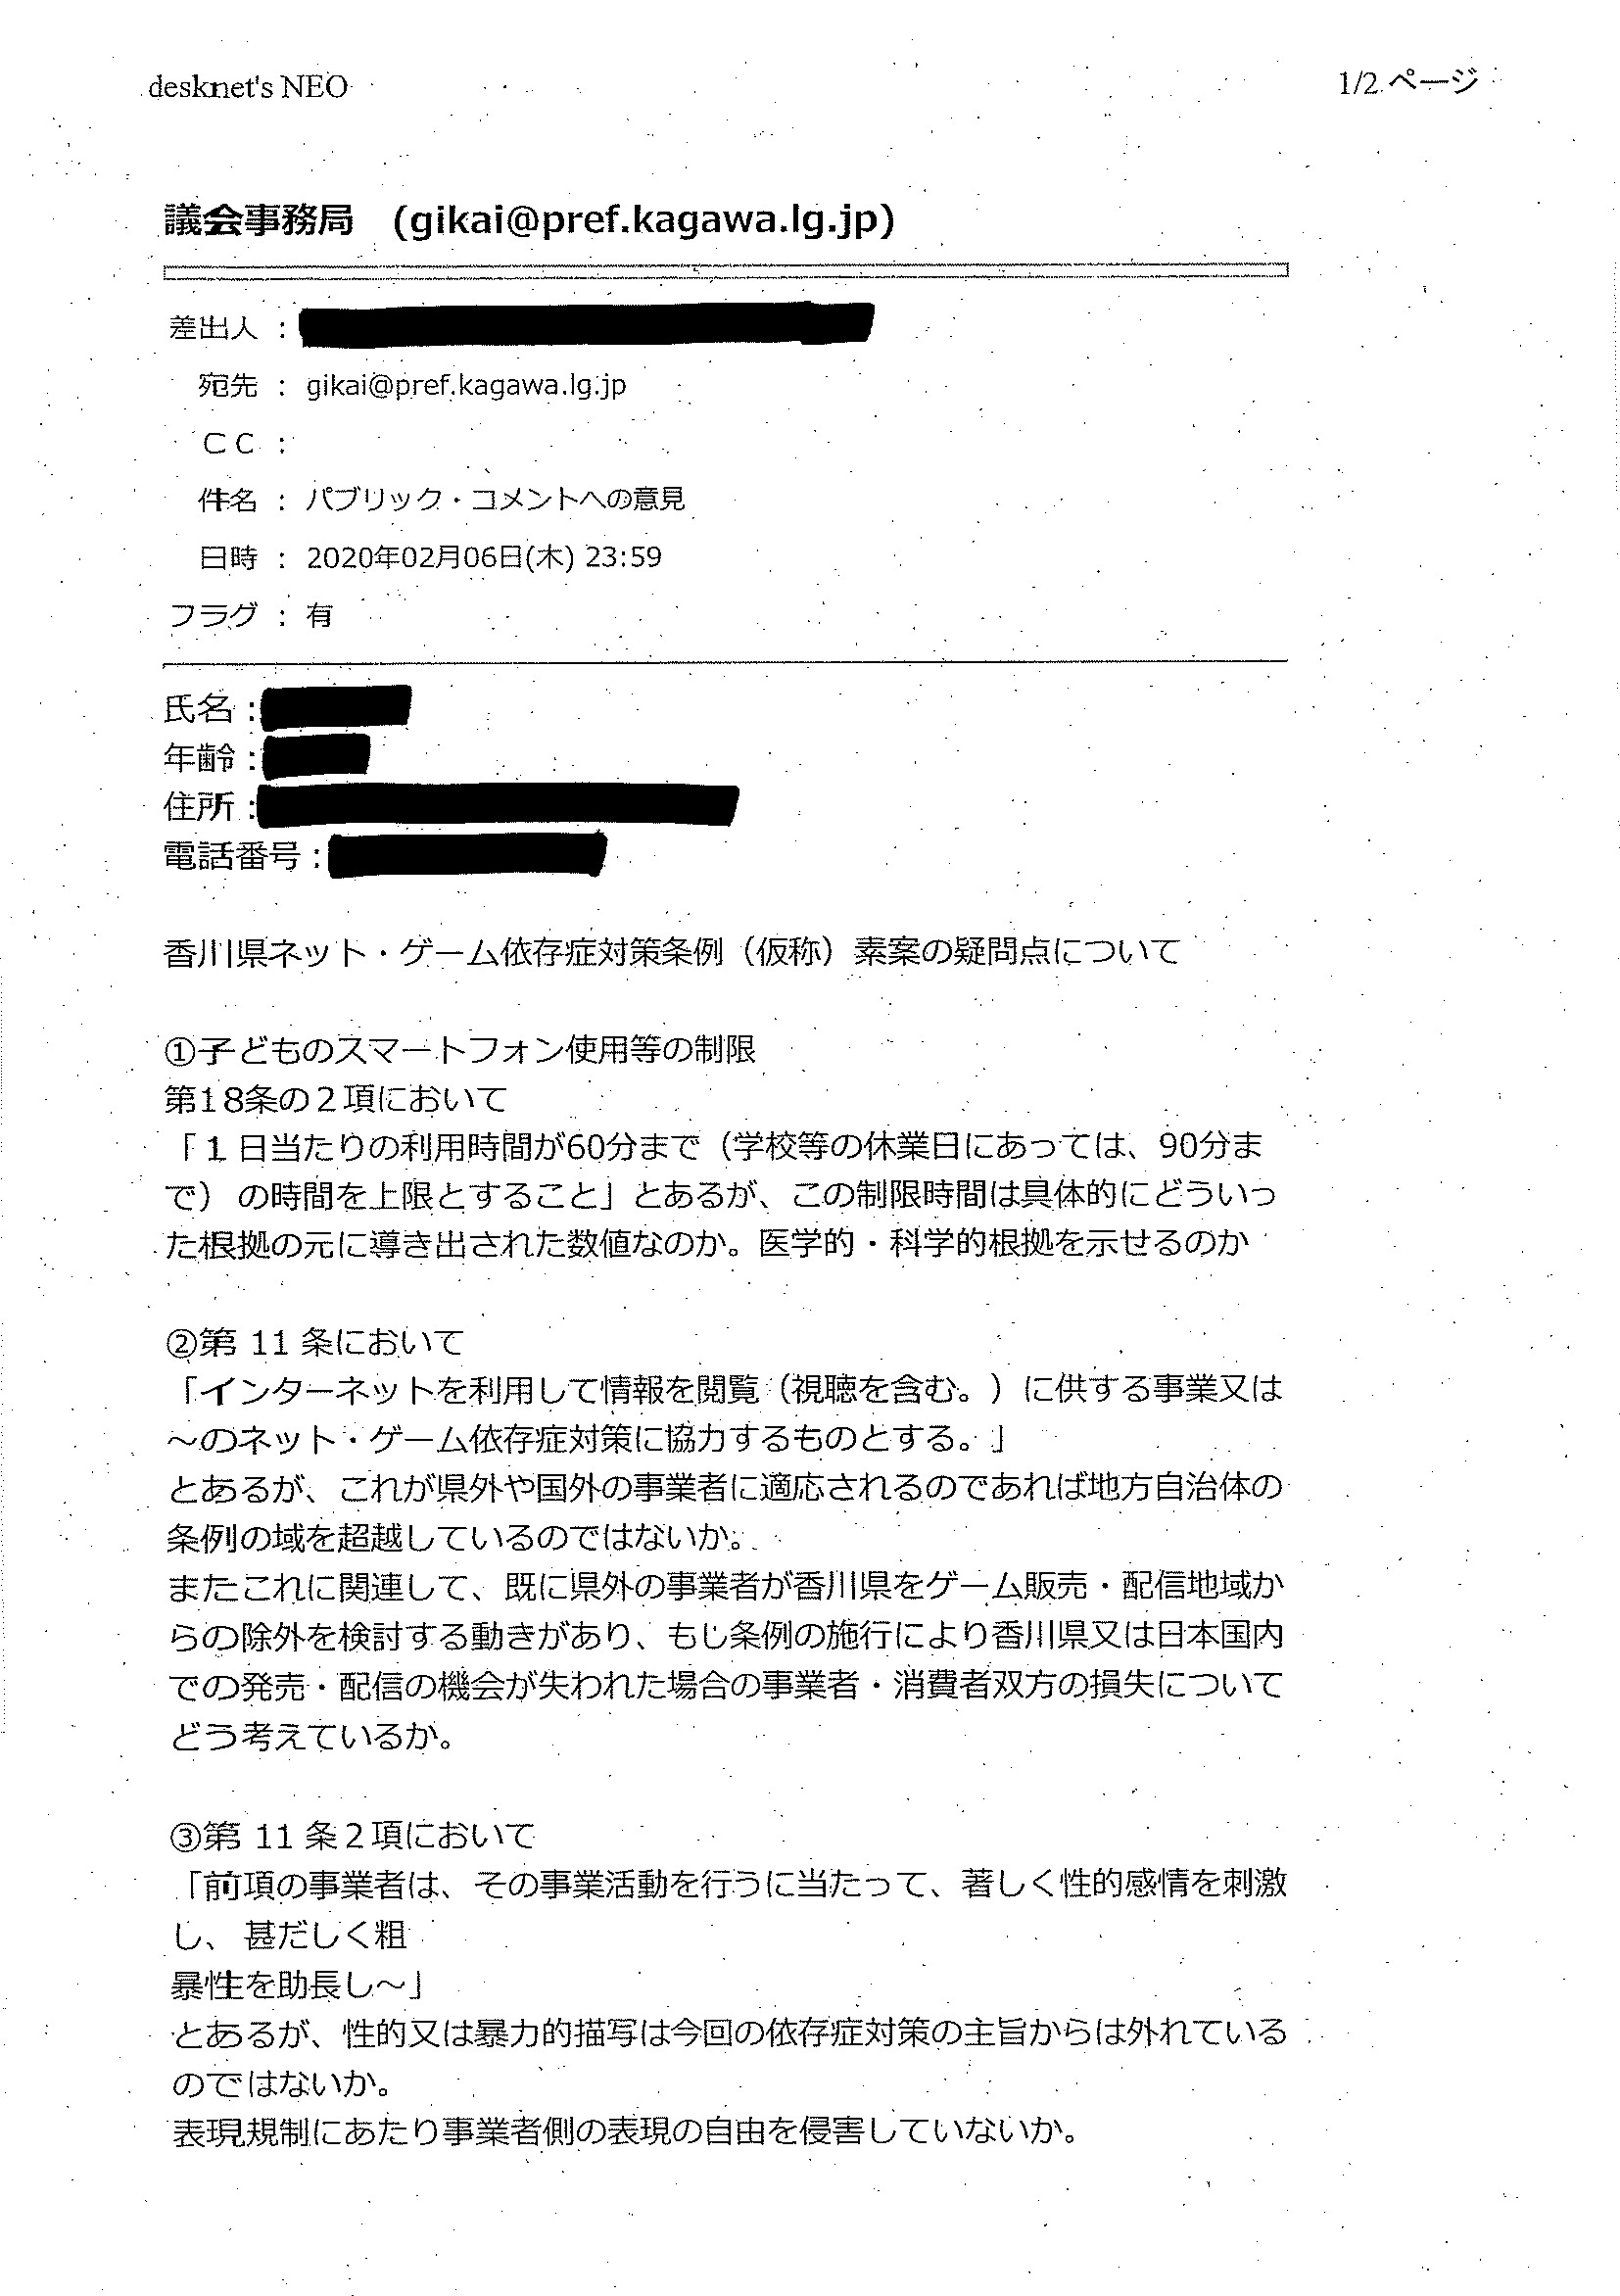 desknet's NEO
1/2 ページ
議会事務局　(gikai@pref.kagawa.lg.jp)
差出人 ：
宛先 ： gikai@pref.kagawa.lg.jp
ＣＣ ：
件名 ： パブリック・コメントへの意見
日時 ： 2020年02月06日(木) 23:59
フラグ ： 有
氏名：
年齢：
住所：
電話番号：
香川県ネット・ゲーム依存症対策条例（仮称）素案の疑問点について
①子どものスマートフォン使用等の制限
第18条の２項において
「１日当たりの利用時間が60分まで（学校等の休業日にあっては、90分ま
で）の時間を上限とすること」とあるが、この制限時間は具体的にどういっ
た根拠の元に導き出された数値なのか。医学的・科学的根拠を示せるのか
②第 11 条において
「インターネットを利用して情報を閲覧（視聴を含む。）に供する事業又は
～のネット・ゲーム依存症対策に協力するものとする。」
とあるが、これが県外や国外の事業者に適応されるのであれば地方自治体の
条例の域を超越しているのではないか。
またこれに関連して、既に県外の事業者が香川県をゲーム販売・配信地域か
らの除外を検討する動きがあり、もし条例の施行により香川県又は日本国内
での発売・配信の機会が失われた場合の事業者・消費者双方の損失について
どう考えているか。
③第 11 条２項において
「前項の事業者は、その事業活動を行うに当たって、著しく性的感情を刺激
し、甚だしく粗
暴性を助長し～」
とあるが、性的又は暴力的描写は今回の依存症対策の主旨からは外れている
のではないか。
表現規制にあたり事業者側の表現の自由を侵害していないか。